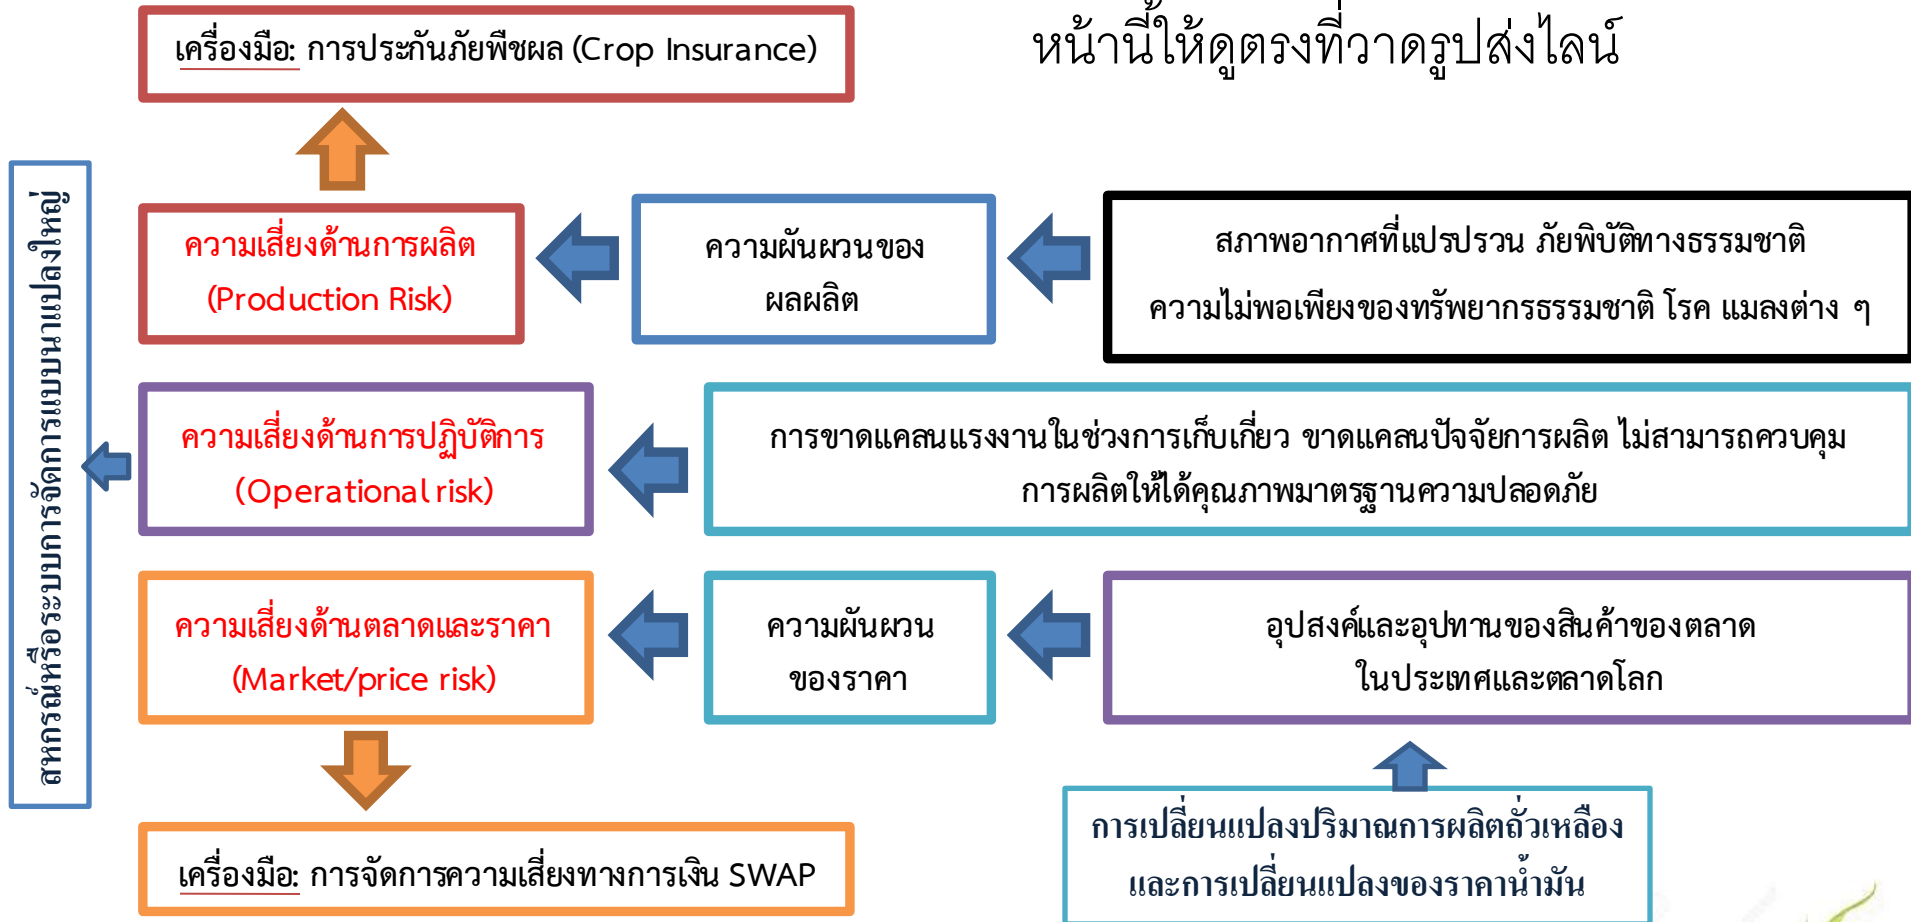 หน้านี้ให้ดูตรงที่วาดรูปส่งไลน์
เครื่องมือ: การประกันภัยพืชผล (Crop Insurance)
สหกรณ์หรือระบบการจัดการแบบนาแปลงใหญ่
ความเสี่ยงด้านการผลิต
(Production Risk)
ความผันผวนของ
ผลผลิต
สภาพอากาศที่แปรปรวน ภัยพิบัติทางธรรมชาติ
ความไม่พอเพียงของทรัพยากรธรรมชาติ โรค แมลงต่าง ๆ
ความเสี่ยงด้านการปฏิบัติการ
(Operational risk)
การขาดแคลนแรงงานในช่วงการเก็บเกี่ยว ขาดแคลนปัจจัยการผลิต ไม่สามารถควบคุม
การผลิตให้ได้คุณภาพมาตรฐานความปลอดภัย
ความเสี่ยงด้านตลาดและราคา
(Market/price risk)
ความผันผวน
ของราคา
อุปสงค์และอุปทานของสินค้าของตลาด
ในประเทศและตลาดโลก
เครื่องมือ: การจัดการความเสี่ยงทางการเงิน SWAP
การเปลี่ยนแปลงปริมาณการผลิตถั่วเหลือง
และการเปลี่ยนแปลงของราคาน้ำมัน